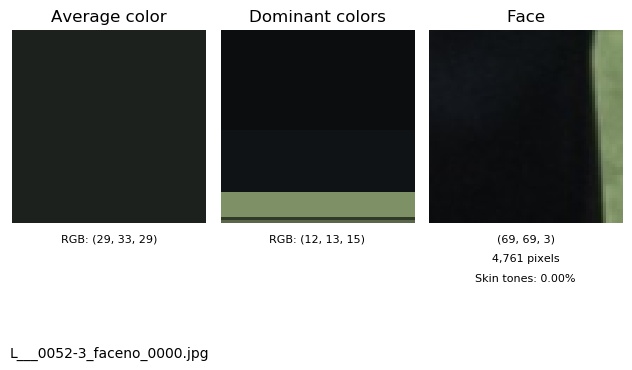 Average color
Dominant colors
Face
RGB: (29, 33, 29)
RGB: (12, 13, 15)
(69, 69, 3)
4,761 pixels
Skin tones: 0.00%
L___0052-3_faceno_0000.jpg